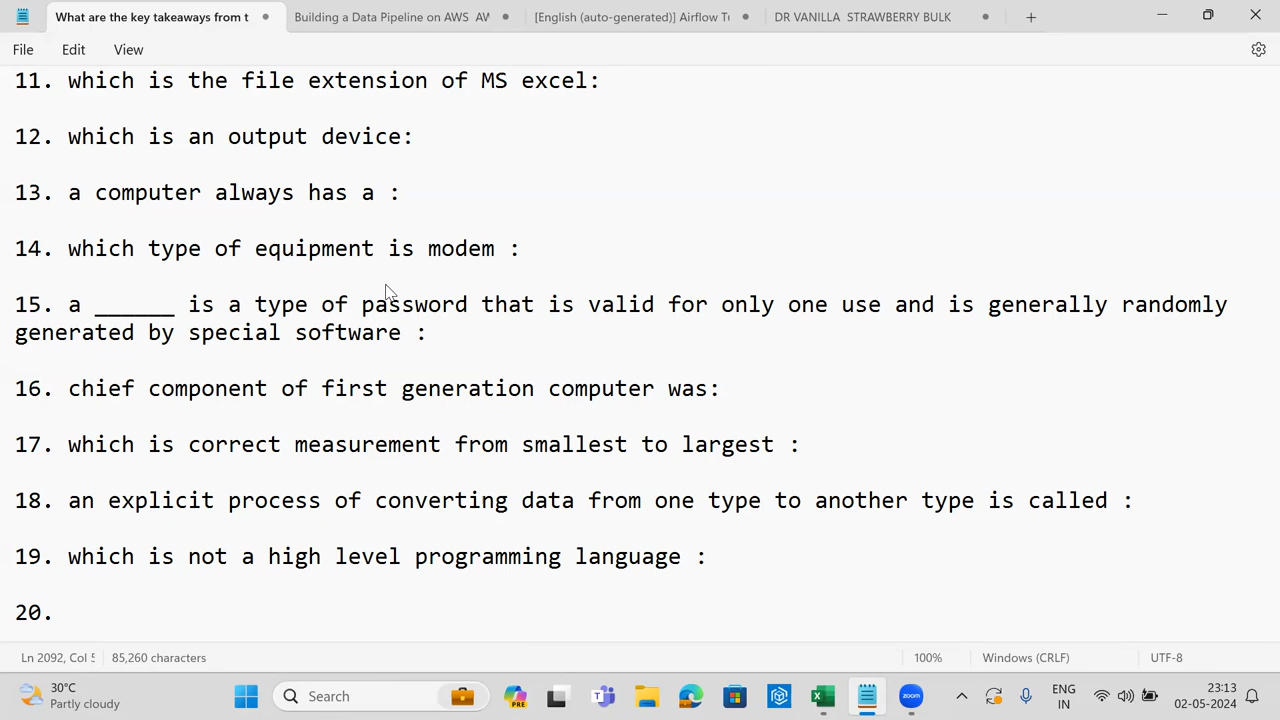 What are the key takeaways from t
Building a Data Pipeline on AWS AV
[English (auto-generated)] Airflow Tu
DR VANILLA STRAWBERRY BULK
File Edit View
11. which is the file extension of MS excel:
12. which is an output device:
13. a computer always has a :
14. which type of equipment is modem :
15. a ______ is a type of password that is valid for only one use and is generally randomly
generated by special software :
16. chief component of first generation computer was:
17. which is correct measurement from smallest to largest :
18. an explicit process of converting data from one type to another type is called :
19. which is not a high level programming language :
20.
Ln 2092, Col 5 85,260 characters 100% Windows (CRLF) UTF-8
30°C
Partly cloudy
Search
PRE
zoom
ENG
IN
23:13
02-05-2024